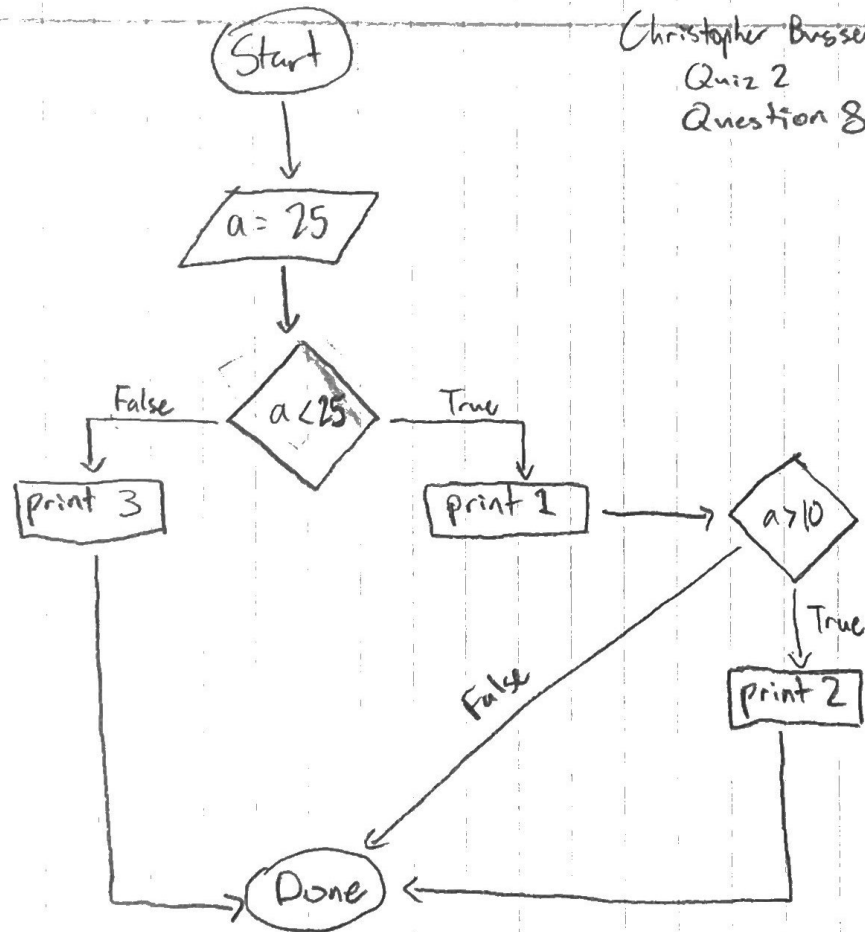 Christopher Busse
Quiz 2
Question 8
Start
a = 25
a < 25
False
True
print 3
print 1
a > 10
True
False
print 2
Done